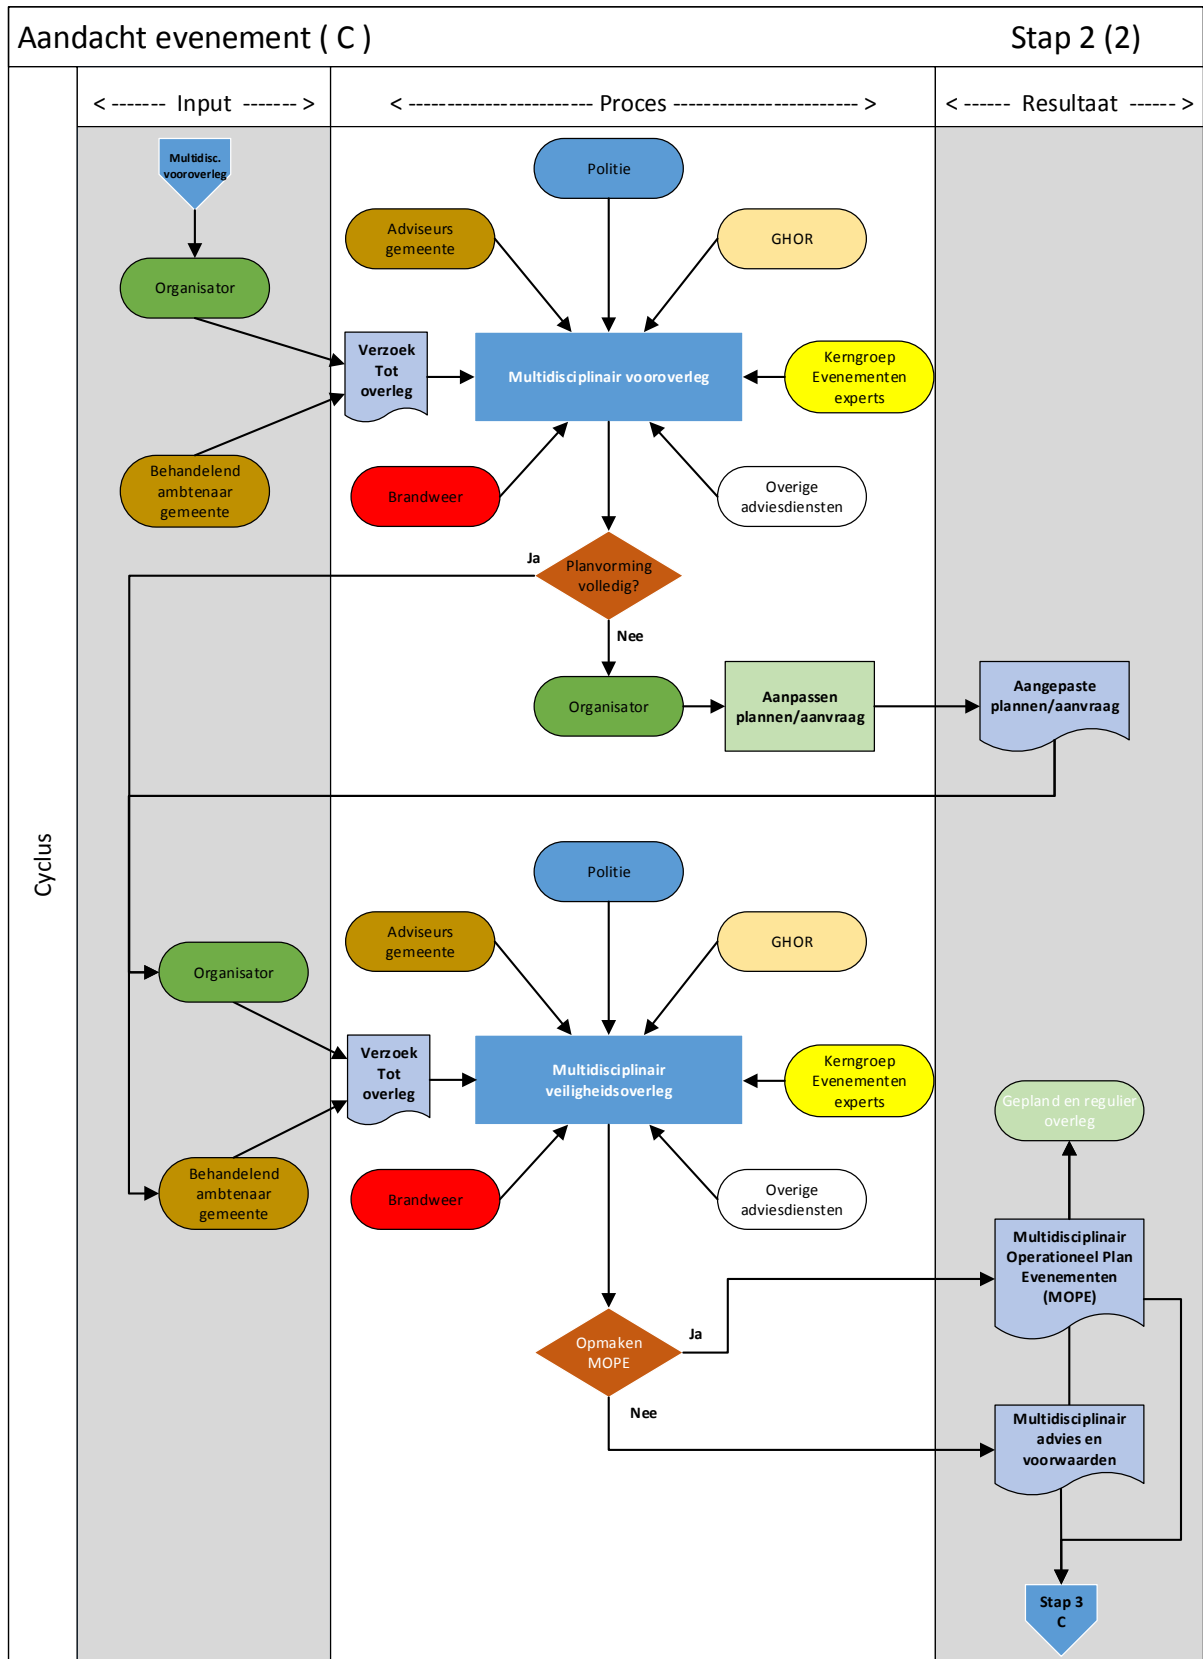 Aandacht evenement ( C )
Stap 2 (2)
< ------- Input ------- >
< ----------------------- Proces ----------------------- >
< ------ Resultaat ------ >
Cyclus
Multidisc.
vooroverleg
Politie
Adviseurs
gemeente
GHOR
Organisator
Verzoek
Tot
overleg
Multidisciplinair vooroverleg
Kerngroep
Evenementen
experts
Behandelend
ambtenaar
gemeente
Brandweer
Overige
adviesdiensten
Ja
Planvorming
volledig?
Nee
Organisator
Aanpassen
plannen/aanvraag
Aangepaste
plannen/aanvraag
Politie
Adviseurs
gemeente
GHOR
Organisator
Verzoek
Tot
overleg
Multidisciplinair
veiligheidsoverleg
Kerngroep
Evenementen
experts
Gepland en regulier
overleg
Behandelend
ambtenaar
gemeente
Brandweer
Overige
adviesdiensten
Multidisciplinair
Operationeel Plan
Evenementen
(MOPE)
Opmaken
MOPE
Ja
Nee
Multidisciplinair
advies en
voorwaarden
Stap 3
C